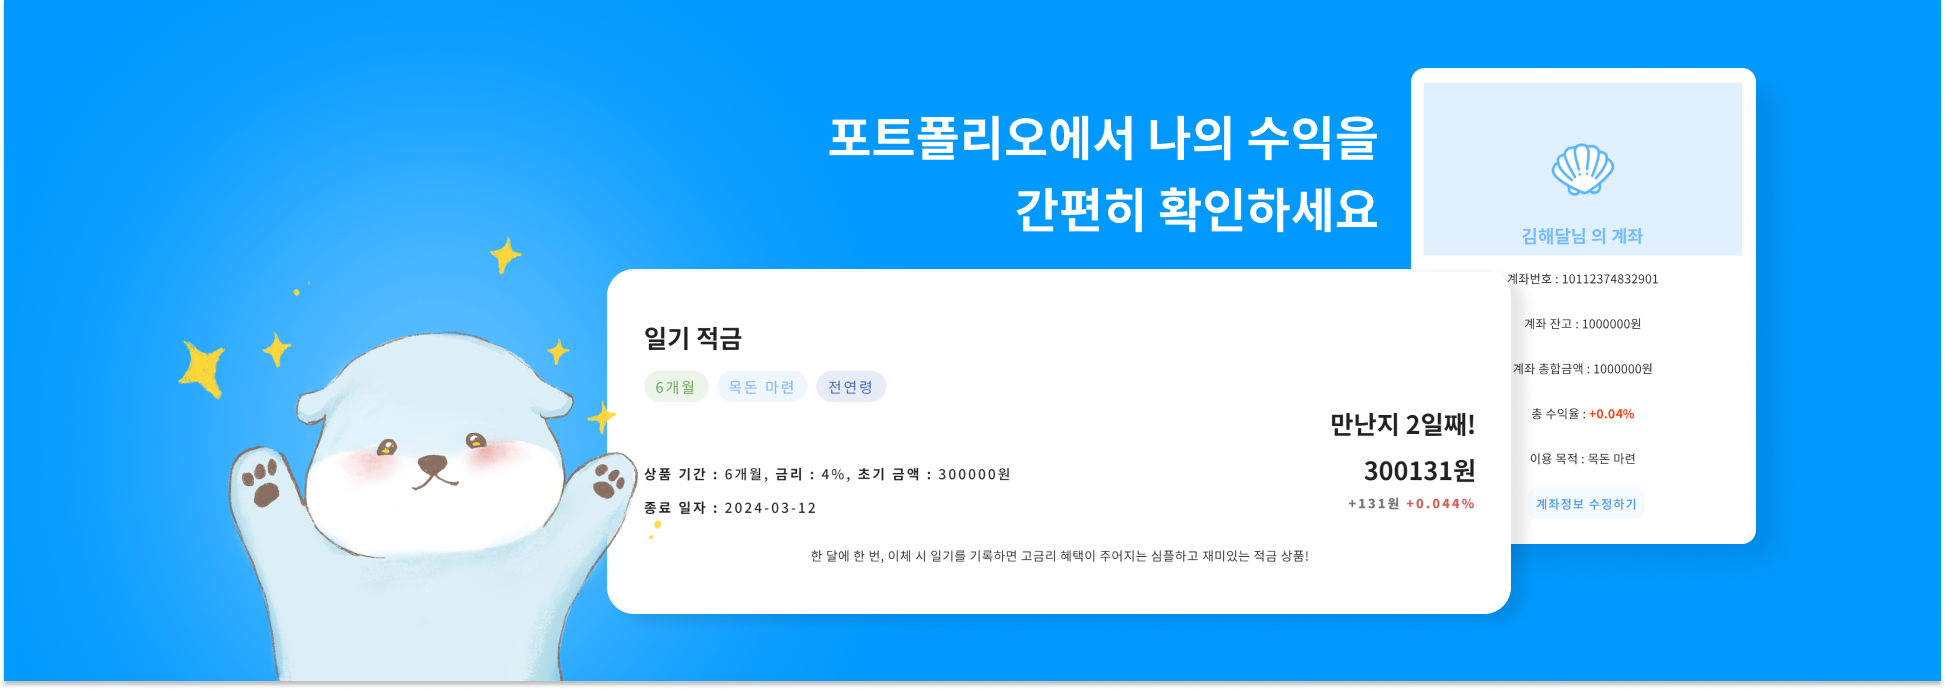 포트폴리오에서 나의 수익을
간편히 확인하세요
일기 적금
6개월 목돈 마련 전연령
상품 기간 : 6개월, 금리 : 4%, 초기 금액 : 300000원
종료 일자 : 2024-03-12
만난지 2일째!
300131원
+131원 +0.044%
한 달에 한 번, 이체 시 일기를 기록하면 고금리 혜택이 주어지는 심플하고 재미있는 적금 상품!
김해달님 의 계좌
계좌번호 : 10112374832901
계좌 잔고 : 1000000원
계좌 총합금액 : 1000000원
총 수익율 : +0.04%
이용 목적 : 목돈 마련
계좌정보 수정하기